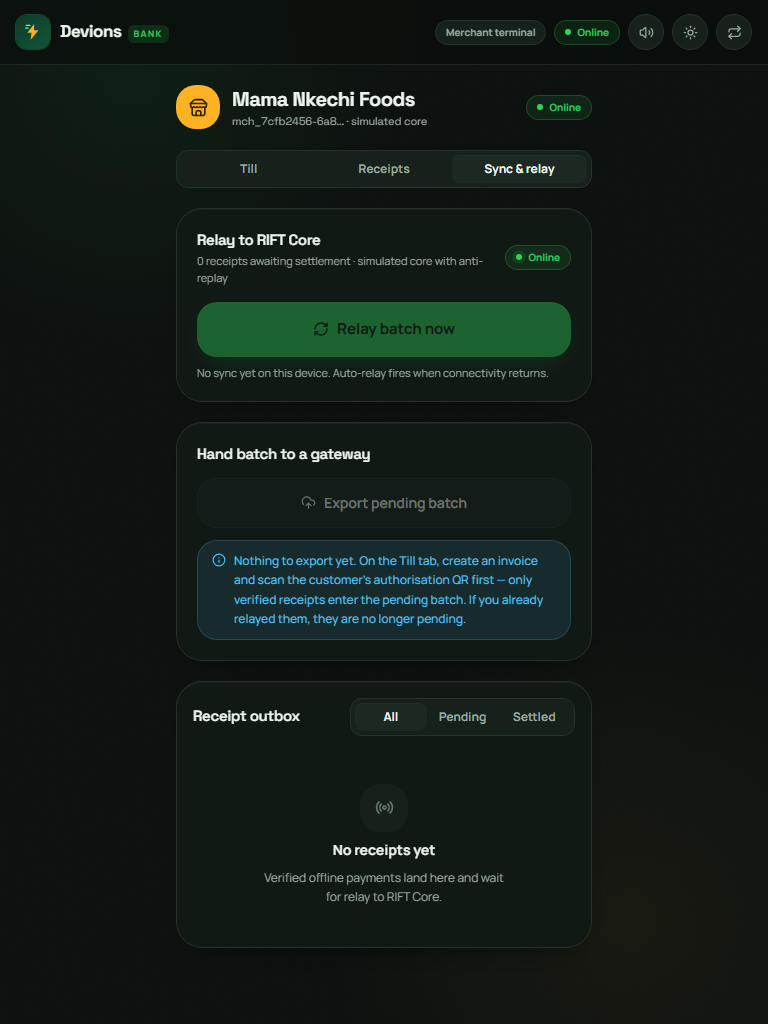 Devions BANK
Merchant terminal
Online
Mama Nkechi Foods
mch_7cfb2456-6a8… · simulated core
Online
Till
Receipts
Sync & relay
Relay to RIFT Core
0 receipts awaiting settlement · simulated core with anti-
replay
Online
Relay batch now
No sync yet on this device. Auto-relay fires when connectivity returns.
Hand batch to a gateway
Export pending batch
Nothing to export yet. On the Till tab, create an invoice
and scan the customer's authorisation QR first — only
verified receipts enter the pending batch. If you already
relayed them, they are no longer pending.
Receipt outbox
All
Pending
Settled
No receipts yet
Verified offline payments land here and wait
for relay to RIFT Core.